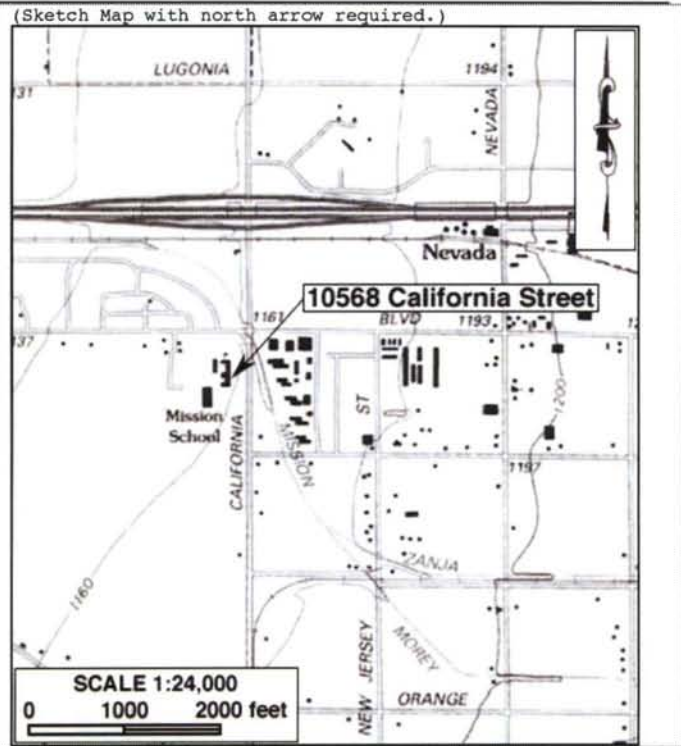 (Sketch Map with north arrow required.)
LUGONIA
1194
131
NEVADA
Nevada
10568 California Street
1161
BLVD
1193
137
ST
1200
Mission
School
CALIFORNIA
MISSION
1197
ZANJA
1160
MOREY
NEW JERSEY
ORANGE
SCALE 1:24,000
0 1000 2000 feet